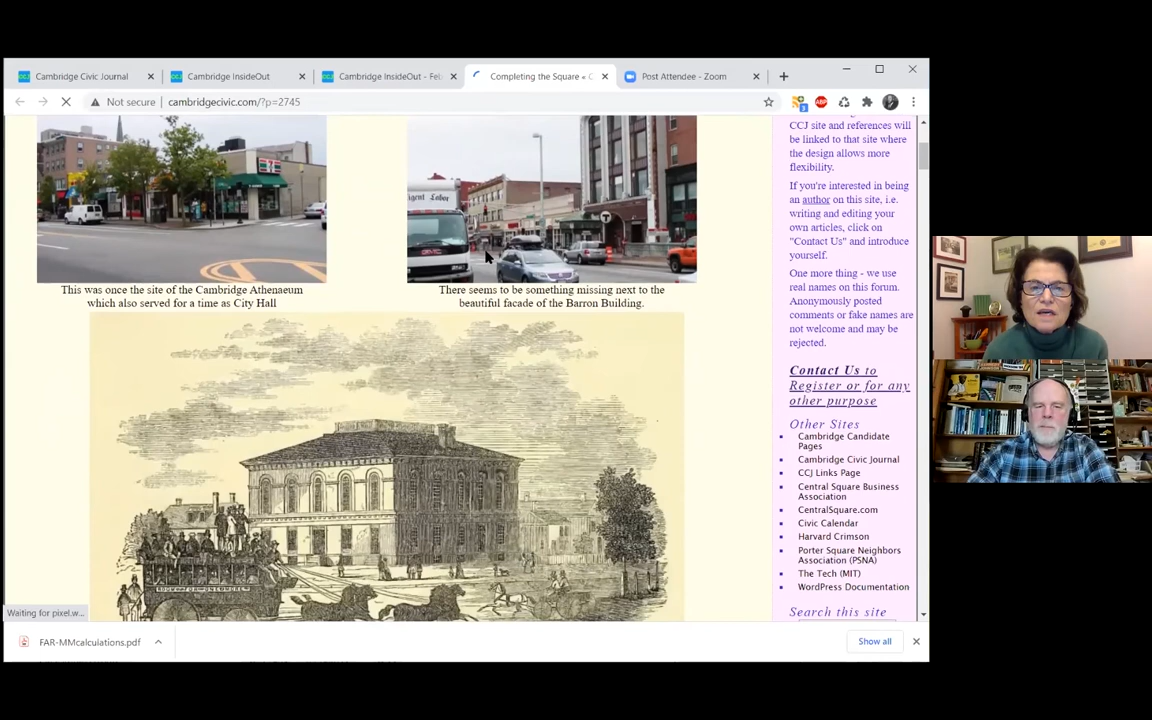 Cambridge Civic Journal
Cambridge InsideOut
Cambridge InsideOut - Fe
Completing the Square «
Post Attendee - Zoom
Not secure
cambridgecivic.com/?p=2745
This was once the site of the Cambridge Athenaeum
which also served for a time as City Hall
There seems to be something missing next to the
beautiful facade of the Barron Building.
CCJ site and references will
be linked to that site where
the design allows more
flexibility.
If you're interested in being
an author on this site, i.e.
writing and editing your
own articles, click on
"Contact Us" and introduce
yourself.
One more thing - we use
real names on this forum.
Anonymously posted
comments or fake names are
not welcome and may be
rejected.
Contact Us to
Register or for any
other purpose
Other Sites
Cambridge Candidate
Pages
Cambridge Civic Journal
CCJ Links Page
Central Square Business
Association
CentralSquare.com
Civic Calendar
Harvard Crimson
Porter Square Neighbors
Association (PSNA)
The Tech (MIT)
WordPress Documentation
Search this site
Waiting for pixel.w...
FAR-MMcalculations.pdf
Show all